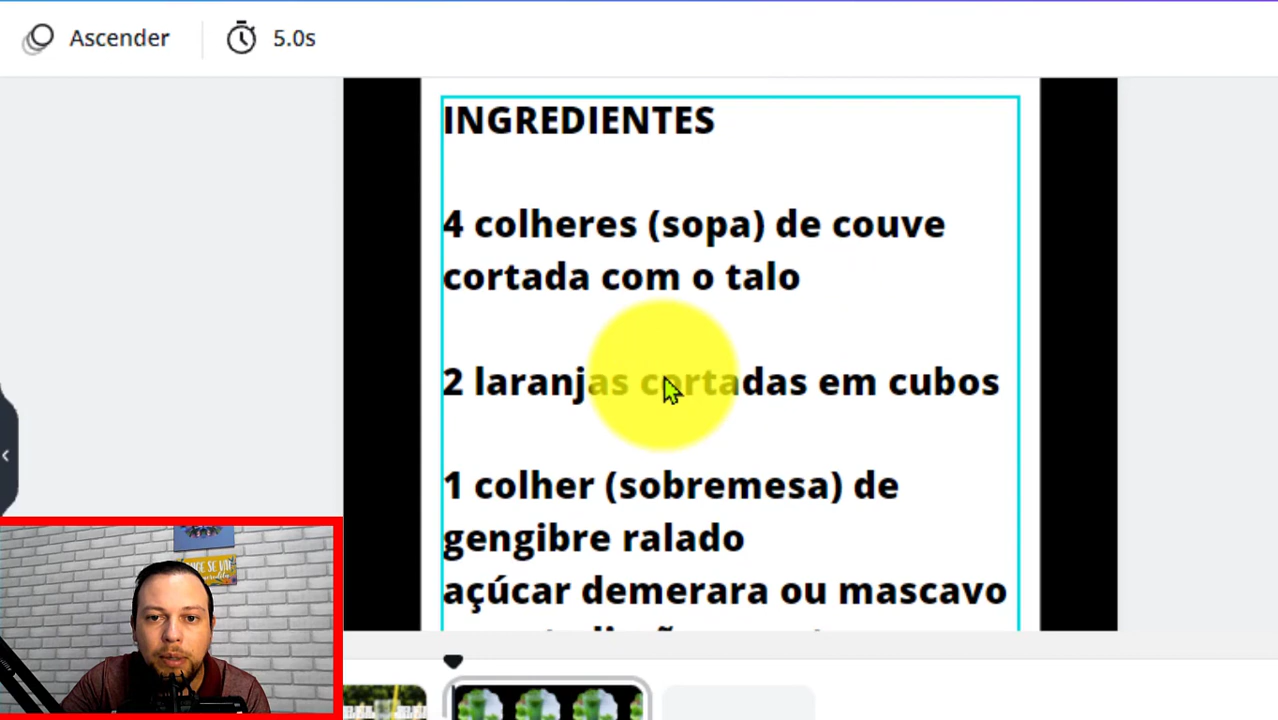 Ascender
5.0s
INGREDIENTES
4 colheres (sopa) de couve
cortada com o talo
2 laranjas cortadas em cubos
1 colher (sobremesa) de
gengibre ralado
açúcar demerara ou mascavo